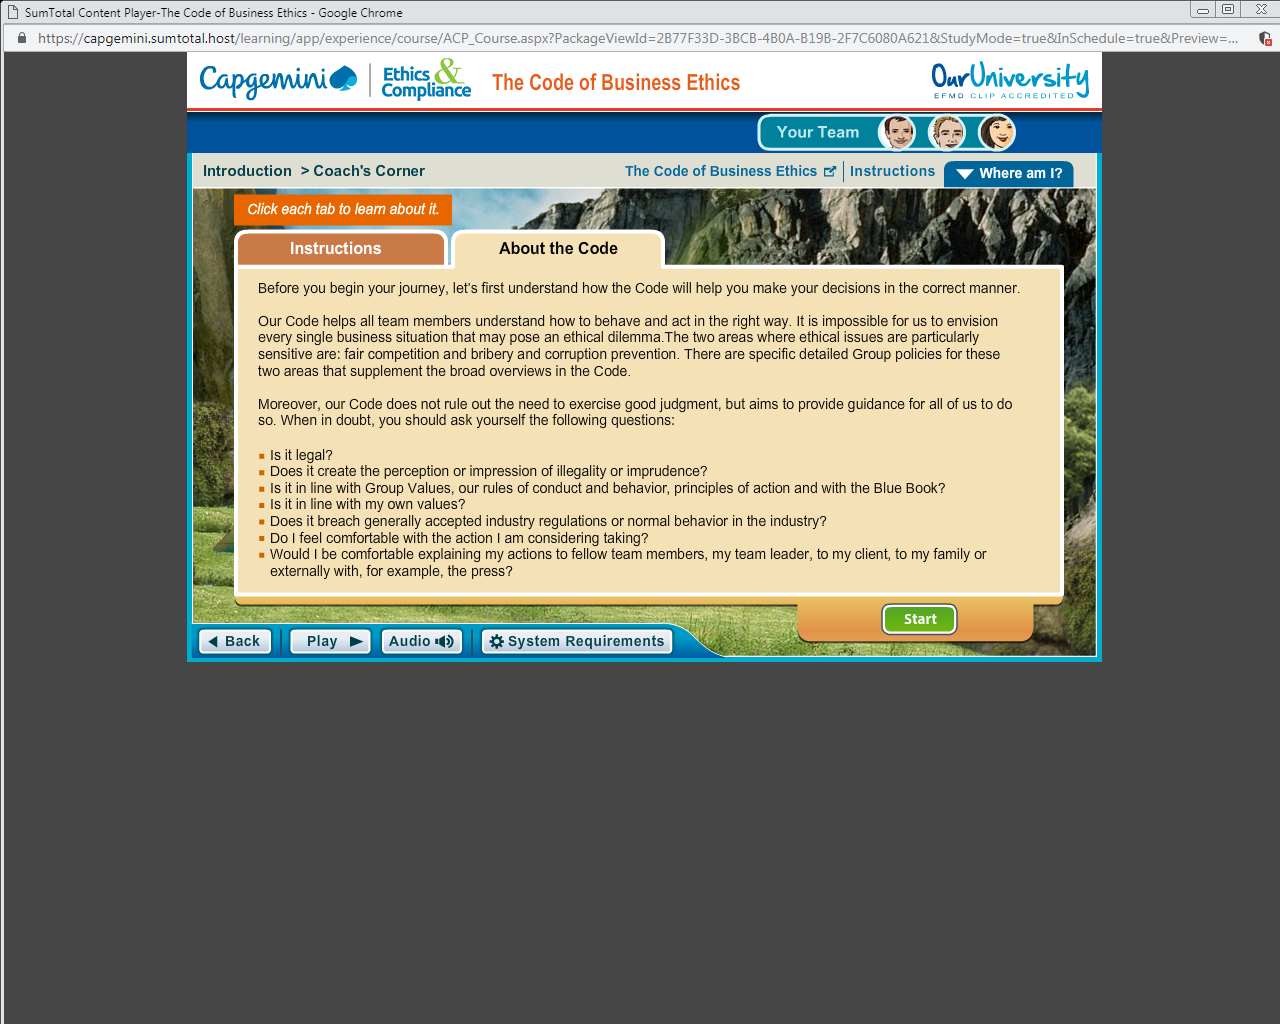 SumTotal Content Player-The Code of Business Ethics - Google Chrome
https://capgemini.sumtotal.host/learning/app/experience/course/ACP_Course.aspx?PackageViewId=2B77F33D-3BCB-4B0A-B19B-2F7C6080A621&StudyMode=true&InSchedule=true&Preview=...
Capgemini
Ethics &
Compliance
The Code of Business Ethics
OurUniversity
EFMD CLIP ACCREDITED
Your Team
Introduction > Coach's Corner
The Code of Business Ethics
Instructions
Where am I?
Click each tab to learn about it.
Instructions
About the Code
Before you begin your journey, let's first understand how the Code will help you make your decisions in the correct manner.
Our Code helps all team members understand how to behave and act in the right way. It is impossible for us to envision
every single business situation that may pose an ethical dilemma.The two areas where ethical issues are particularly
sensitive are: fair competition and bribery and corruption prevention. There are specific detailed Group policies for these
two areas that supplement the broad overviews in the Code.
Moreover, our Code does not rule out the need to exercise good judgment, but aims to provide guidance for all of us to do
so. When in doubt, you should ask yourself the following questions:
Is it legal?
Does it create the perception or impression of illegality or imprudence?
Is it in line with Group Values, our rules of conduct and behavior, principles of action and with the Blue Book?
Is it in line with my own values?
Does it breach generally accepted industry regulations or normal behavior in the industry?
Do I feel comfortable with the action I am considering taking?
Would I be comfortable explaining my actions to fellow team members, my team leader, to my client, to my family or
externally with, for example, the press?
Start
Back
Play
Audio
System Requirements